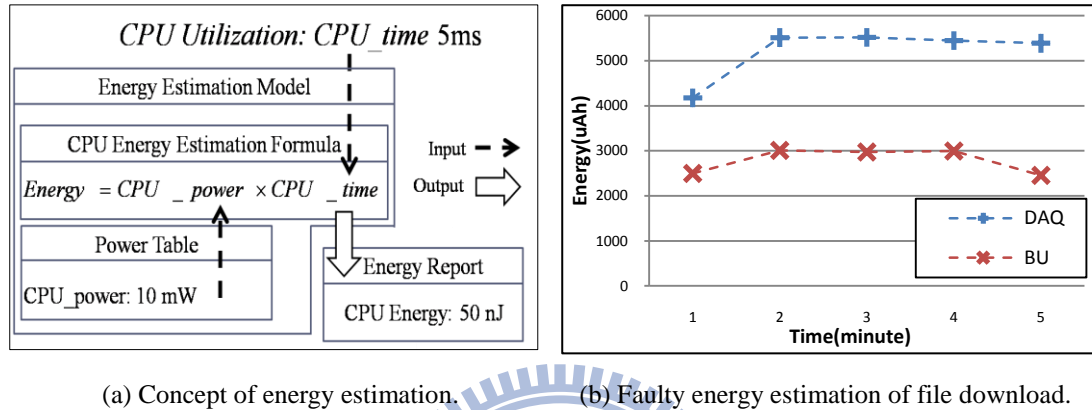 CPU Utilization: CPU_time 5ms
Energy Estimation Model
CPU Energy Estimation Formula
Energy = CPU _ power × CPU _ time
Power Table
CPU_power: 10 mW
Input
Output
Energy Report
CPU Energy: 50 nJ
(a) Concept of energy estimation.
Energy(uAh)
6000
5000
4000
3000
2000
1000
0
1 2 3 4 5
Time(minute)
DAQ
BU
(b) Faulty energy estimation of file download.